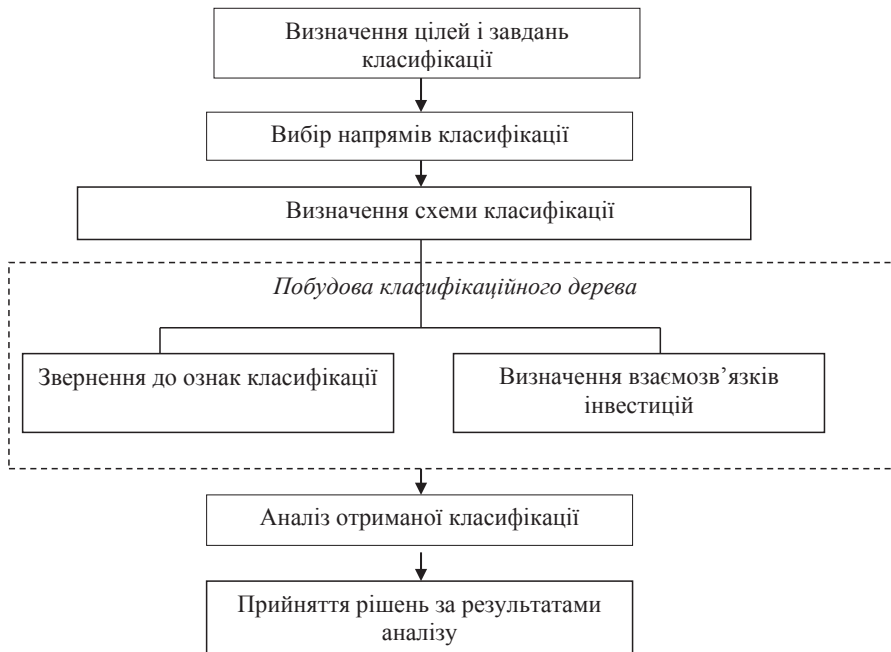 Визначення цілей і завдань
класифікації
Вибір напрямів класифікації
Визначення схеми класифікації
Побудова класифікаційного дерева
Звернення до ознак класифікації
Визначення взаємозв’язків
інвестицій
Аналіз отриманої класифікації
Прийняття рішень за результатами
аналізу